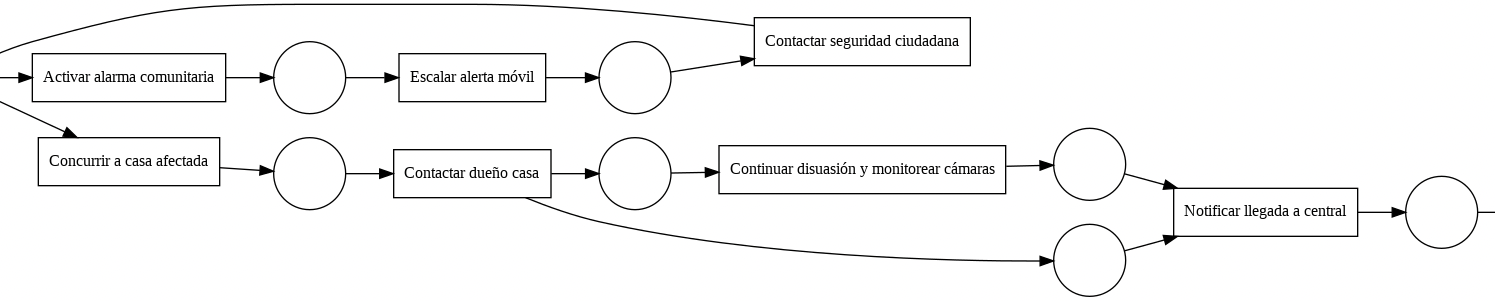 Contactar seguridad ciudadana
Activar alarma comunitaria
Escalar alerta móvil
Concurrir a casa afectada
Contactar dueño casa
Continuar disuasión y monitorear cámaras
Notificar llegada a central